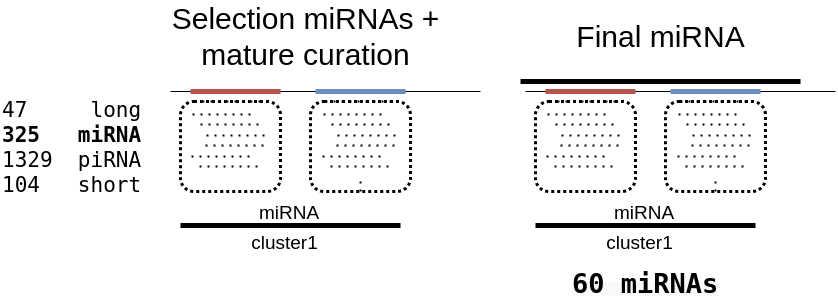 Selection miRNAs +
mature curation
Final miRNA
47 long
325 miRNA
1329 piRNA
104 short
miRNA
cluster1
miRNA
cluster1
60 miRNAs